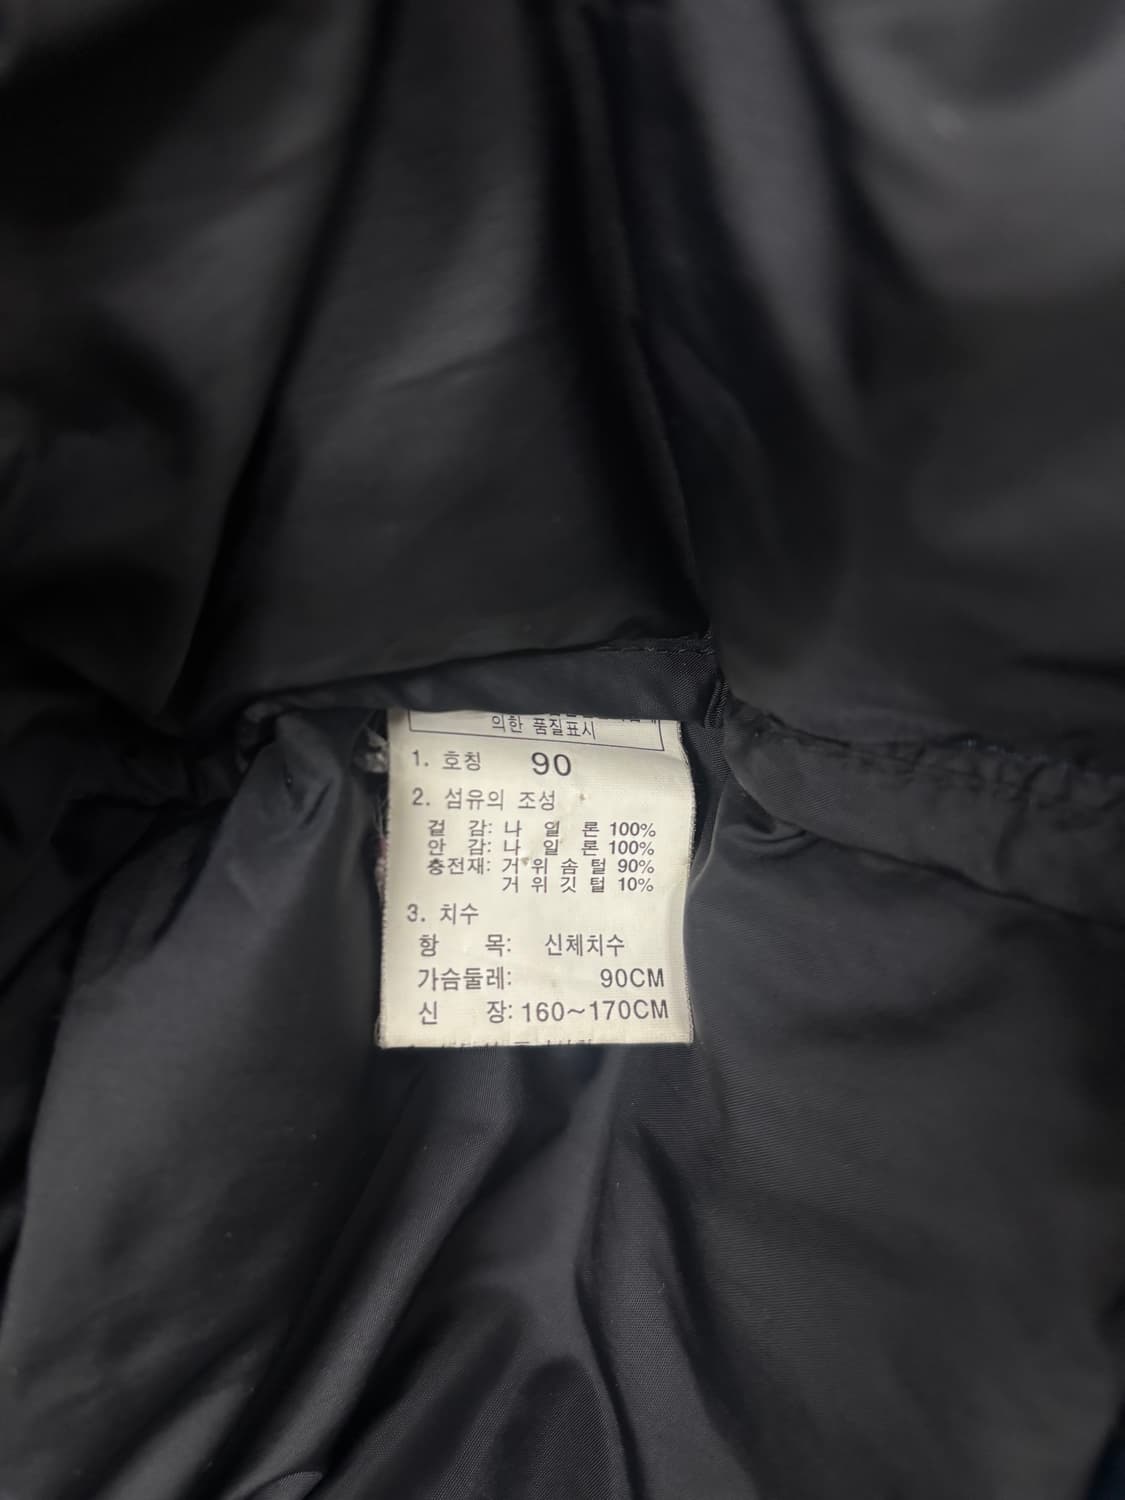 의한 품질표시
1. 호칭 90
2. 섬유의 조성
겉 감: 나 일 론 100%
안 감: 나 일 론 100%
충전재: 거 위 솜 털 90%
거 위 깃 털 10%
3. 치수
항 목: 신체치수
가슴둘레: 90CM
신 장: 160~170CM